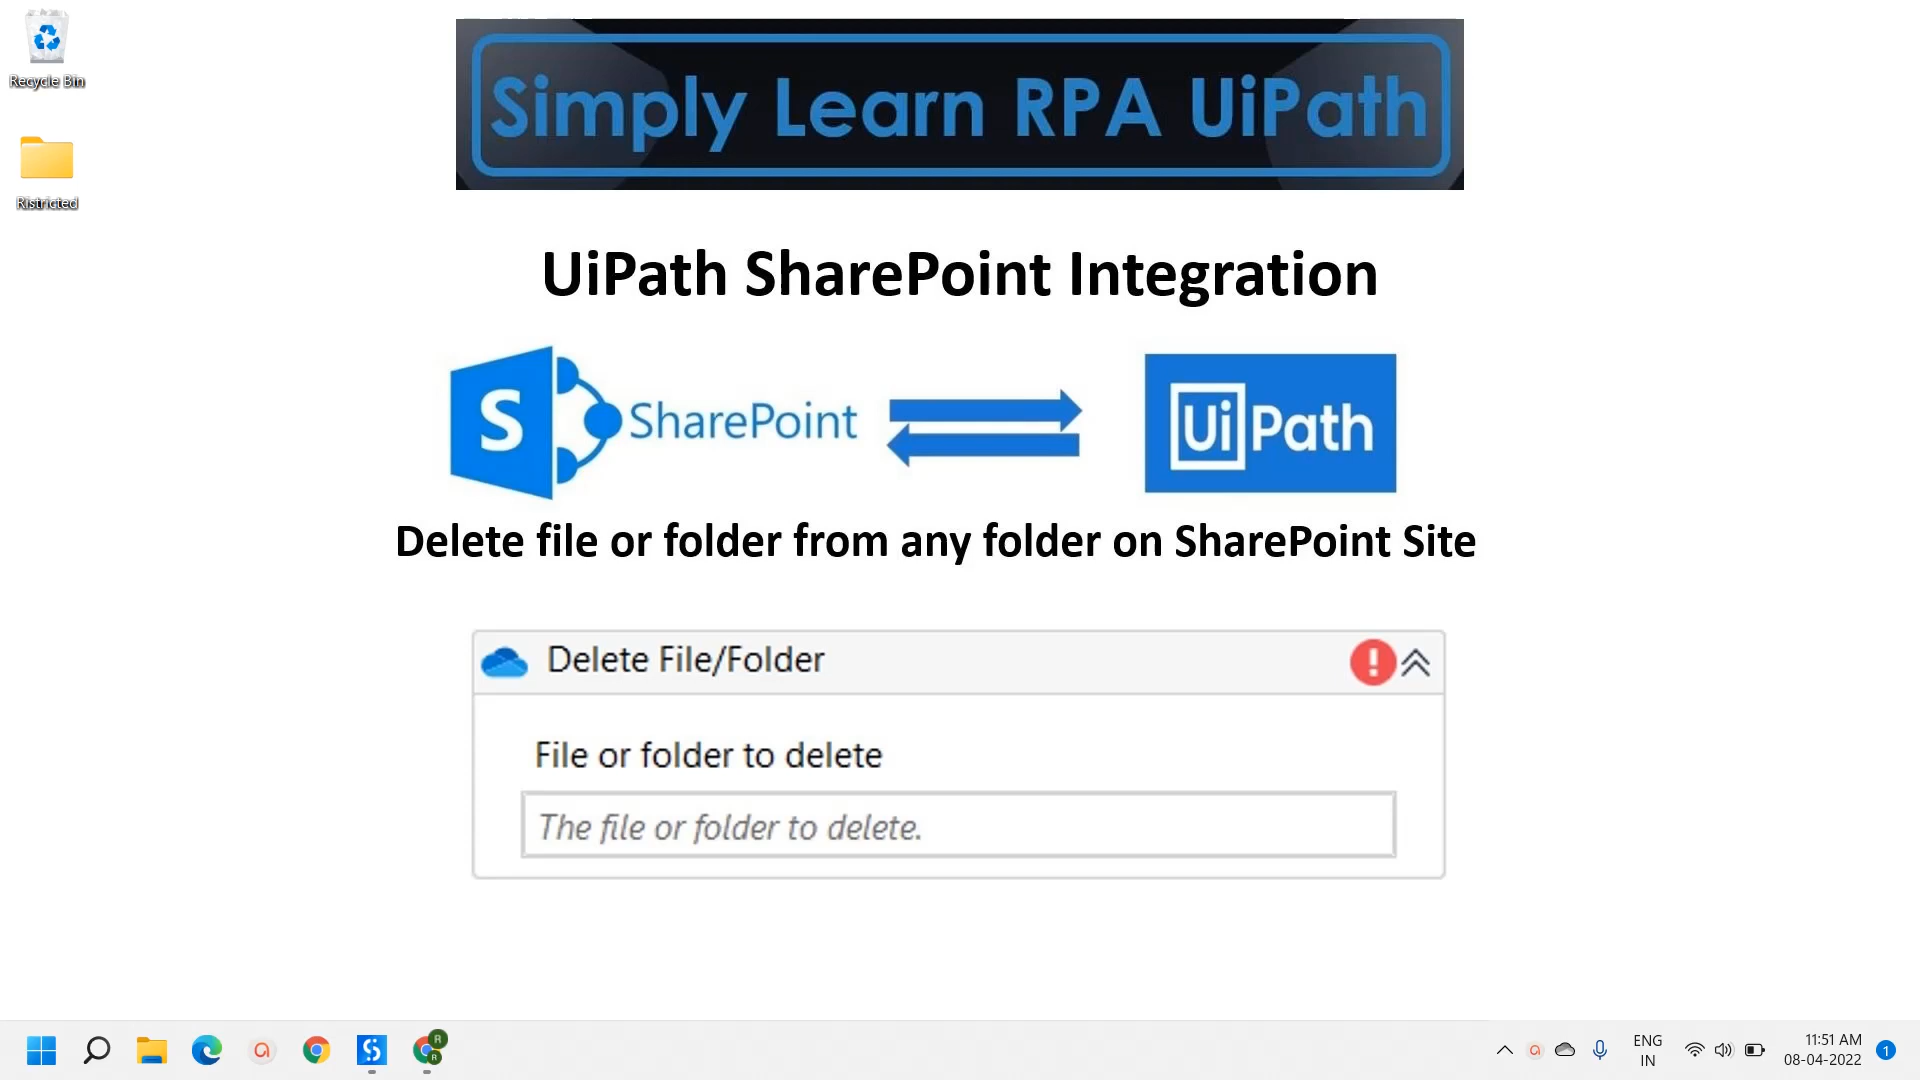 Recycle Bin
Ristricted
Simply Learn RPA UiPath
UiPath SharePoint Integration
S SharePoint
UiPath
Delete file or folder from any folder on SharePoint Site
Delete File/Folder
File or folder to delete
The file or folder to delete.
R
R
ENG
IN
11:51 AM
08-04-2022
1